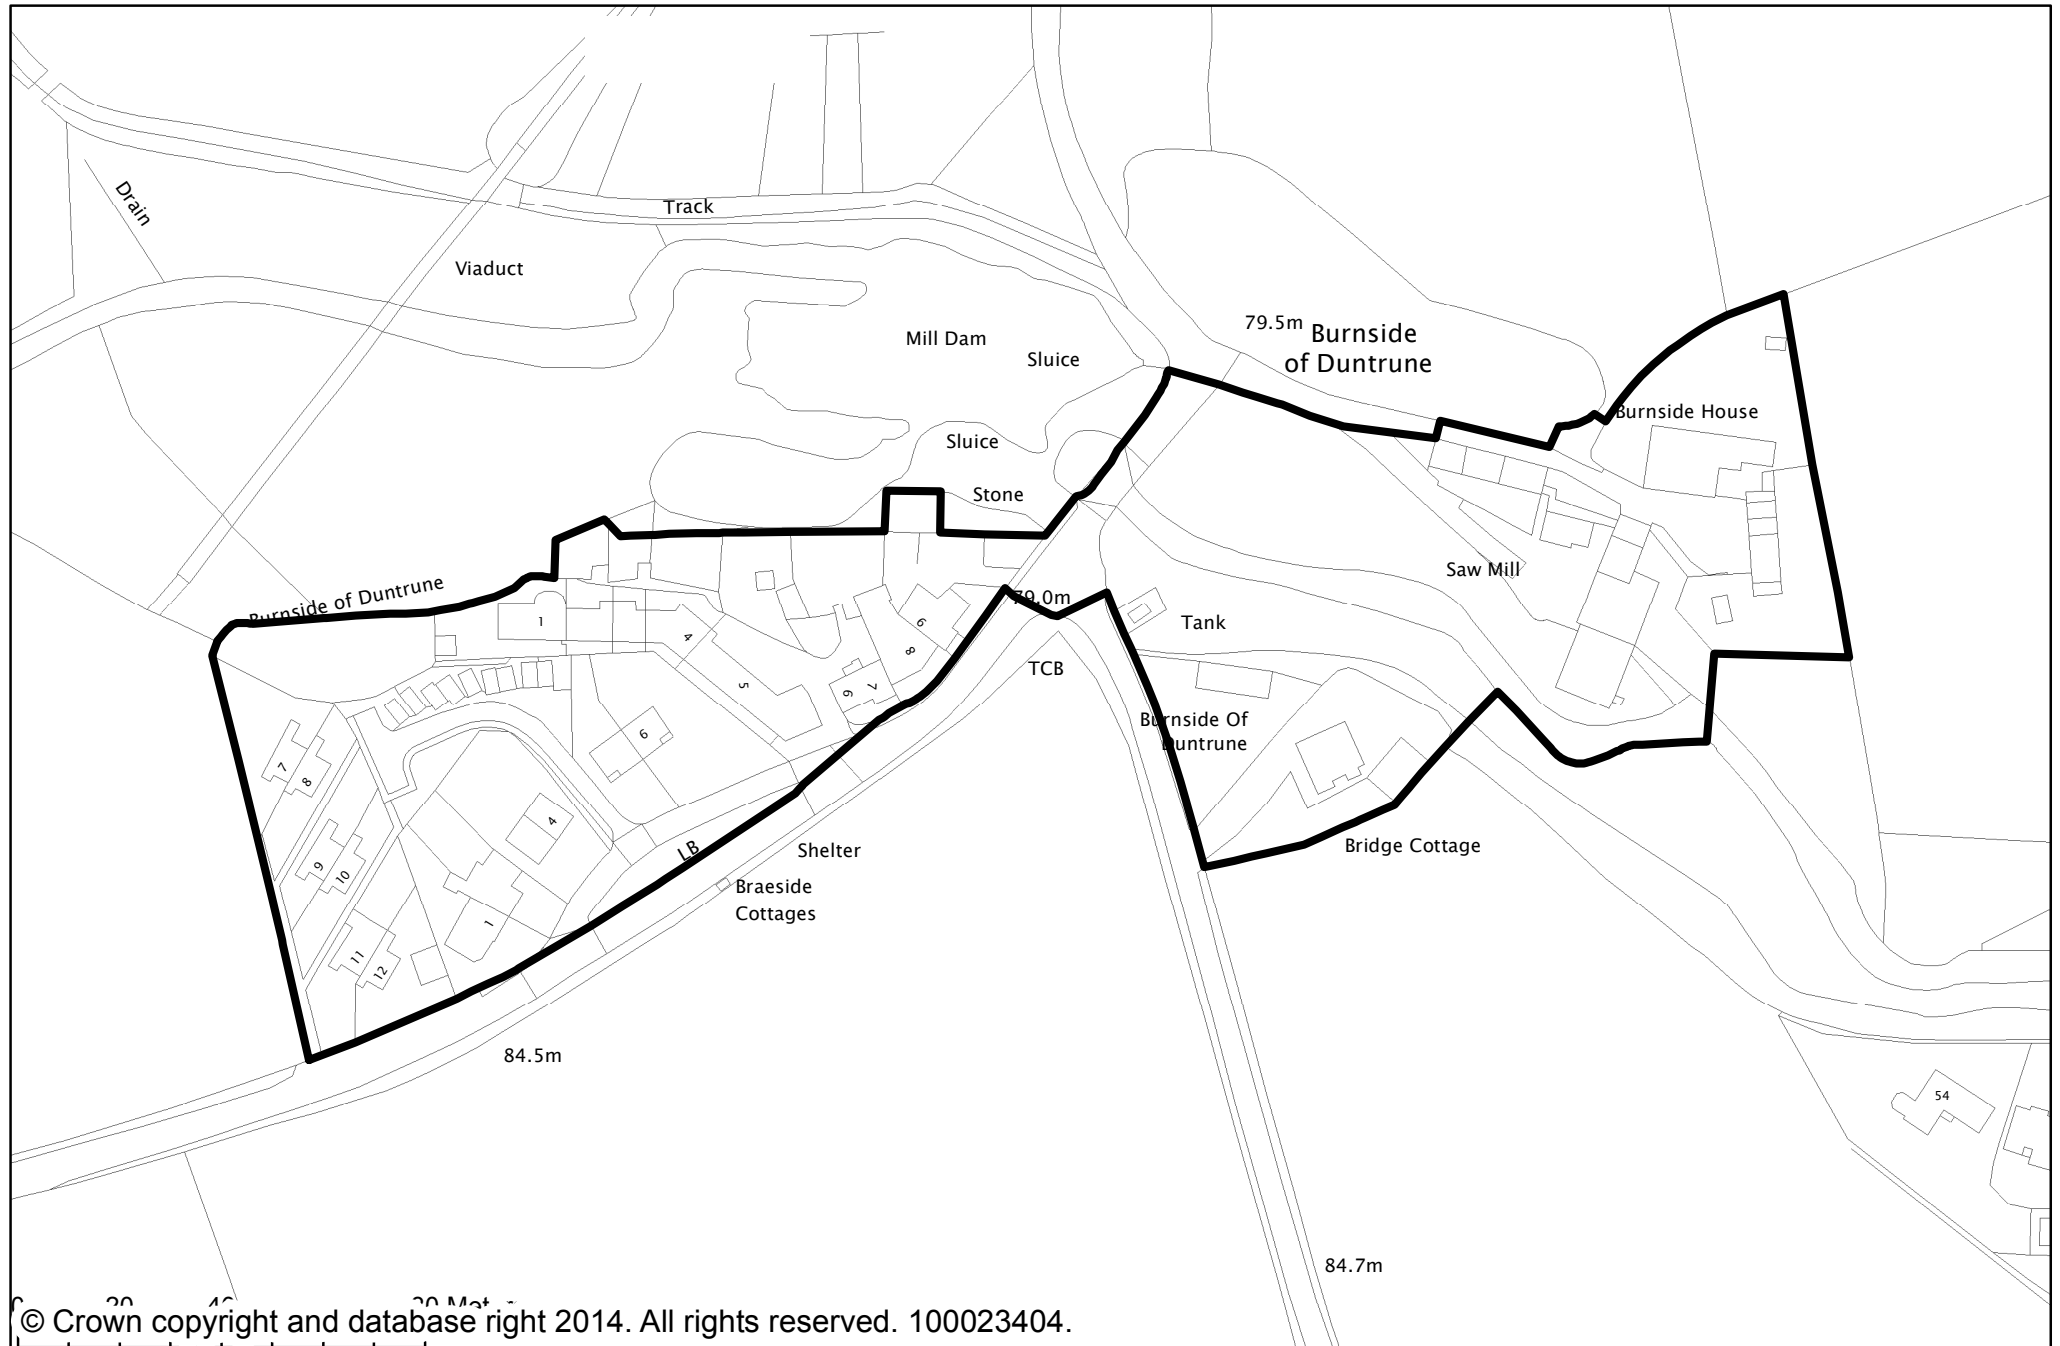 Drain
Track
Viaduct
Mill Dam
Sluice
79.5m
Burnside
of Duntrune
Burnside House
Sluice
Stone
Saw Mill
Burnside of Duntrune
79.0m
Tank
TCB
1
4
5
6
8
6
7
9
6
Burnside Of
Duntrune
7
8
4
9
10
LB
Shelter
Bridge Cottage
Braeside
Cottages
1
11
12
84.5m
54
84.7m
© Crown copyright and database right 2014. All rights reserved. 100023404.